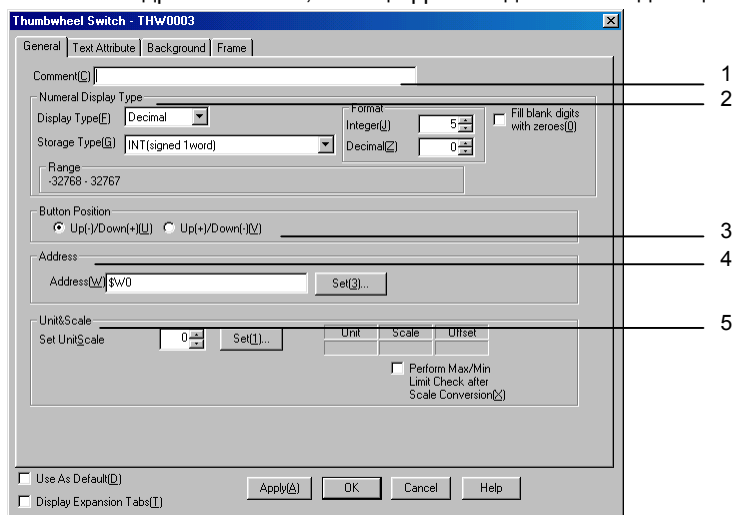 Thumbwheel Switch - THW0003
General Text Attribute Background Frame
Comment(C)
1
Numeral Display Type
2
Display Type(F) Decimal
Format
Integer(J) 5
Fill blank digits with zeroes(0)
Storage Type(G) INT(signed 1word)
Decimal(Z) 0
Range
-32768 - 32767
Button Position
Up(-)/Down(+)(U) Up(+)/Down(-)(V)
3
Address
4
Address(W) $W0 Set(3)...
Unit&Scale
5
Set UnitScale 0 Set(1)... Unit Scale Offset
Perform Max/Min
Limit Check after
Scale Conversion(X)
Use As Default(D)
Display Expansion Tabs(T)
Apply(A) OK Cancel Help